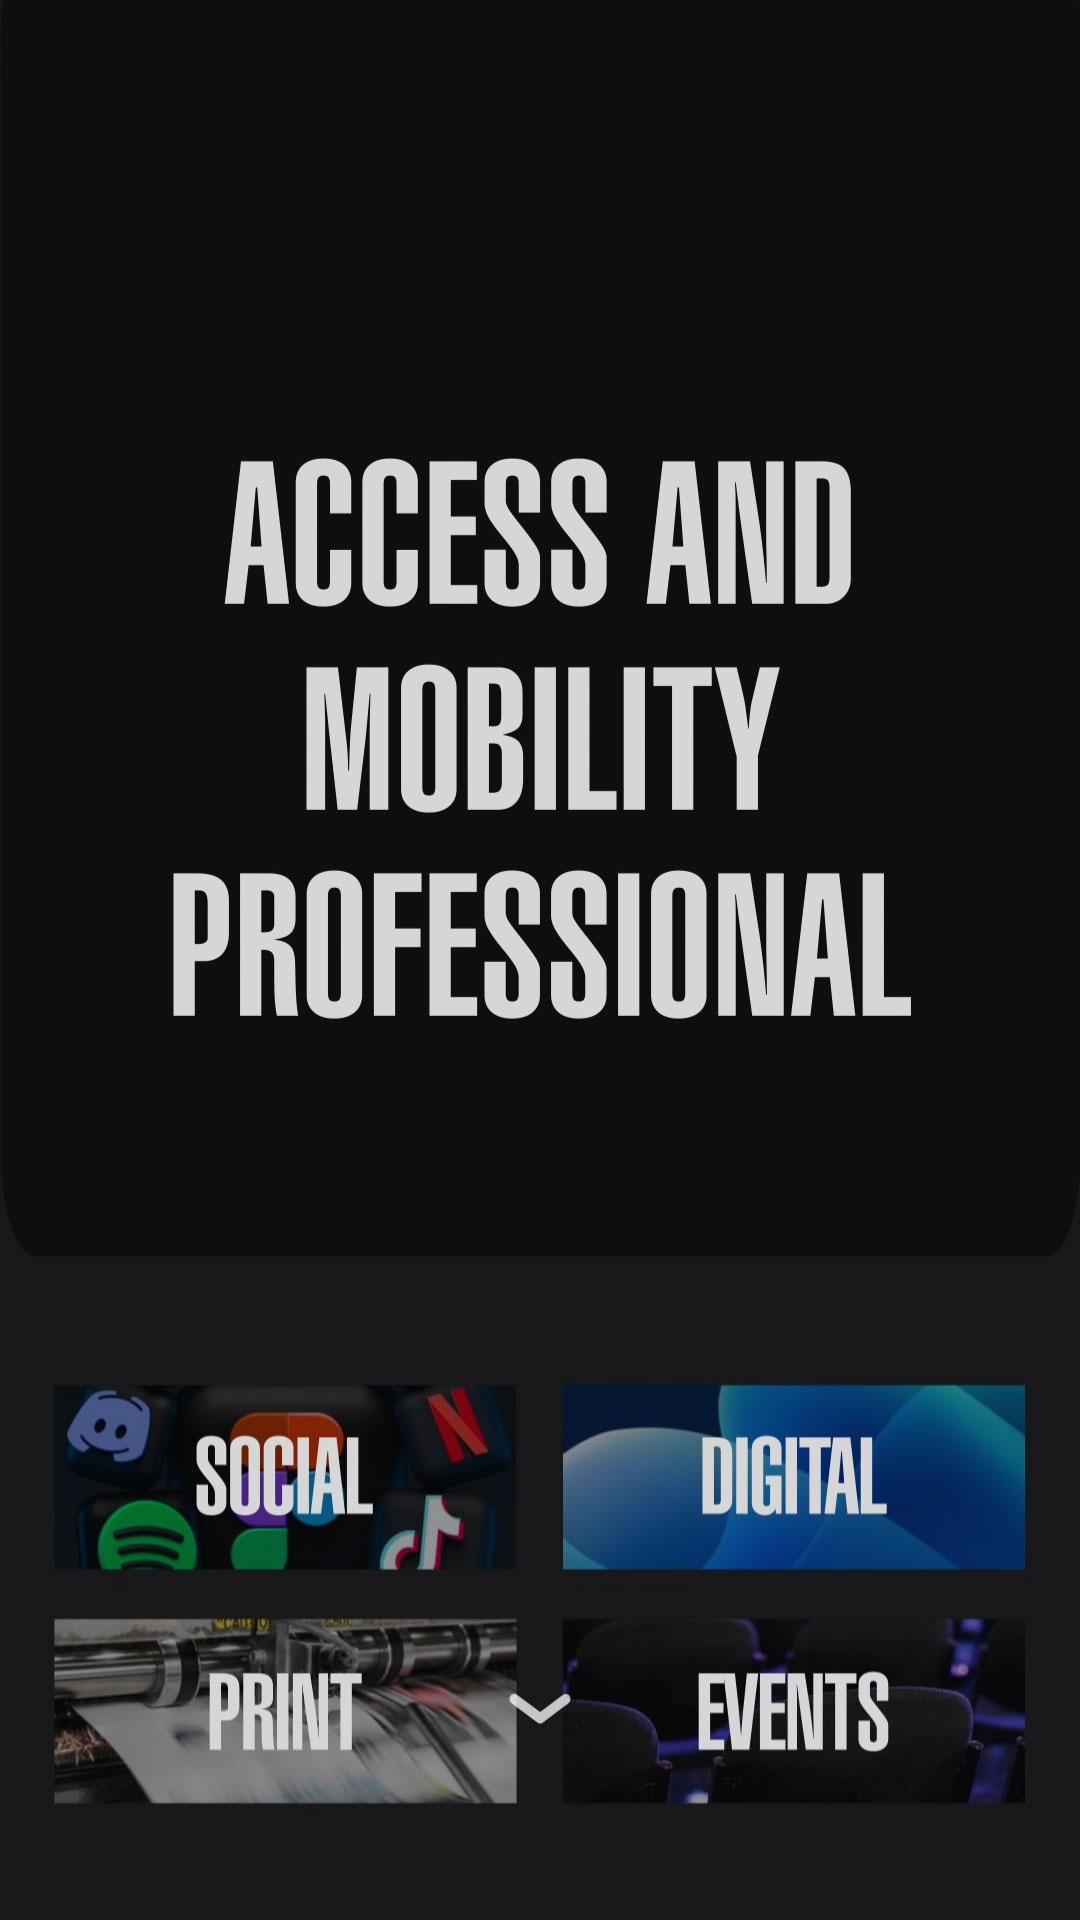 ACCESS AND
MOBILITY
PROFESSIONAL
SOCIAL
DIGITAL
PRINT
EVENTS